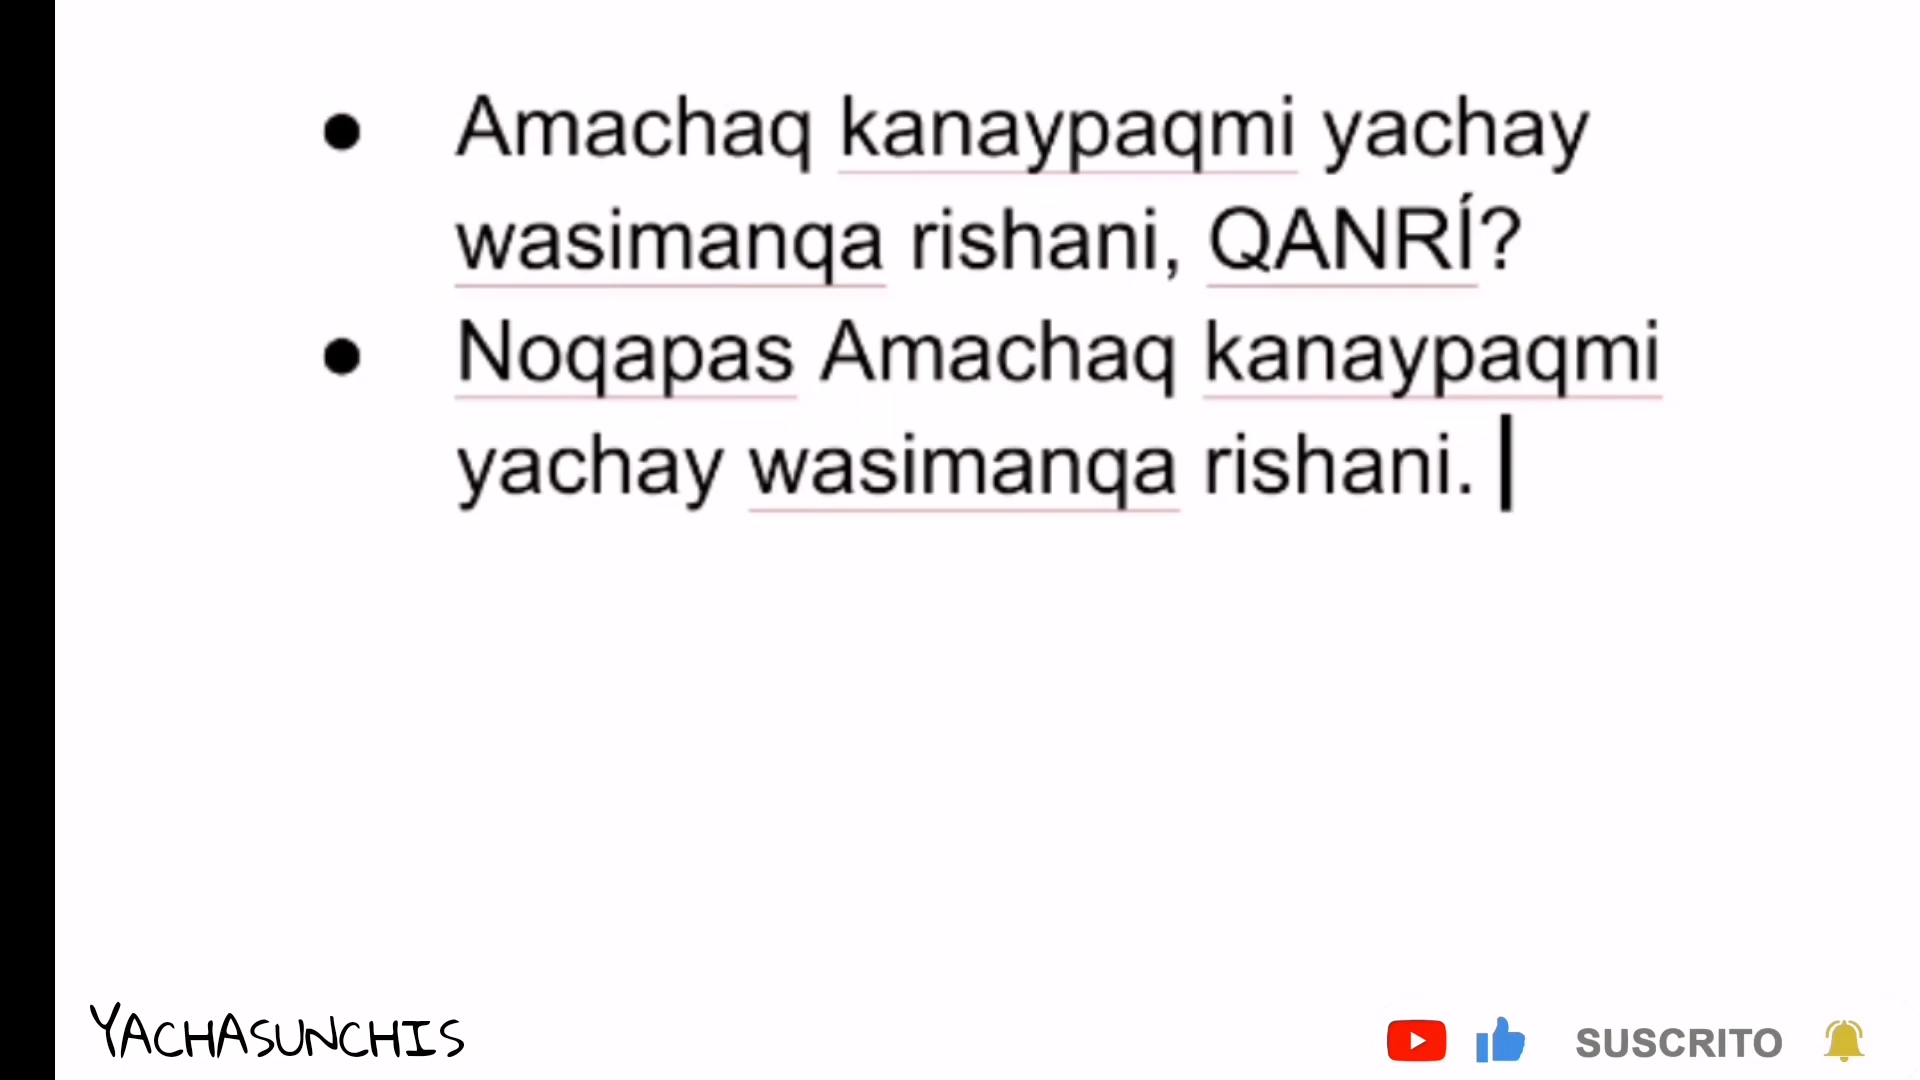 ● Amachaq kanaypaqmi yachay
wasimanqa rishani, QANRÍ?
● Noqapas Amachaq kanaypaqmi
yachay wasimanqa rishani.
YACHASUNCHIS
SUSCRITO